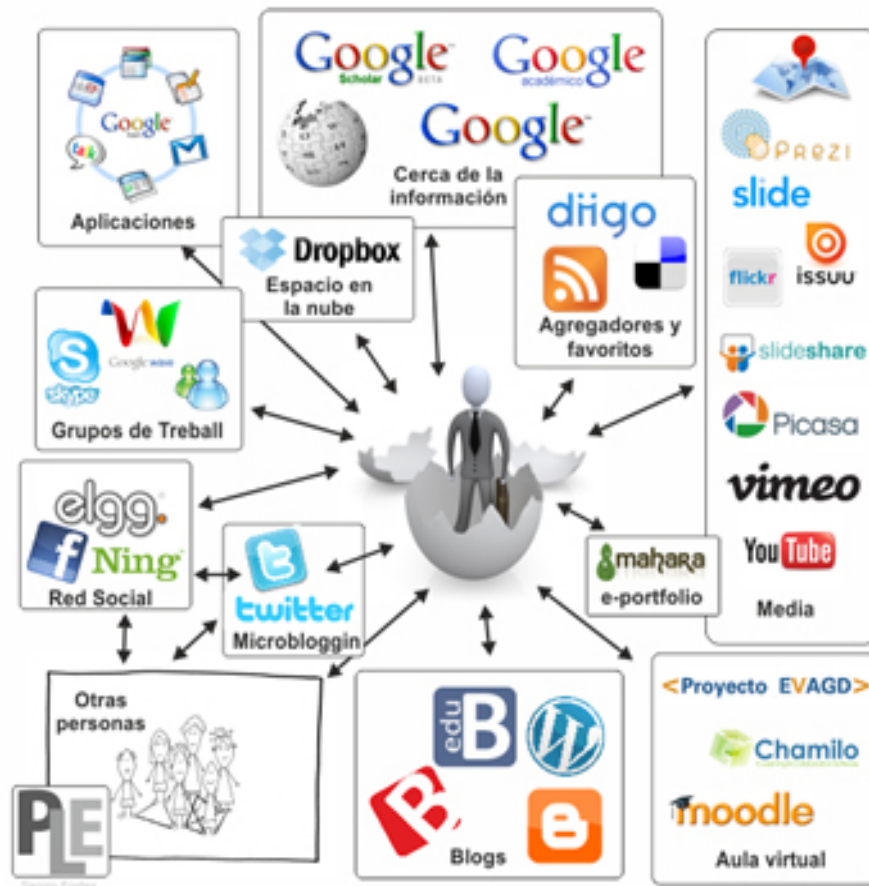 Google
Aplicaciones
Google
Scholar BETA
Google
académico
Google
Cerca de la
información
Dropbox
Espacio en
la nube
diigo
Agregadores y
favoritos
PREZI
slide
flickr
issuu
slideshare
Picasa
vimeo
YouTube
Media
Google wave
skype
Grupos de Treball
elgg.
f Ning
Red Social
t
twitter
Microbloggin
mahara
e-portfolio
Otras
personas
PLE
edu B
W
B
B
Blogs
<Proyecto EVAGD>
Chamilo
moodle
Aula virtual